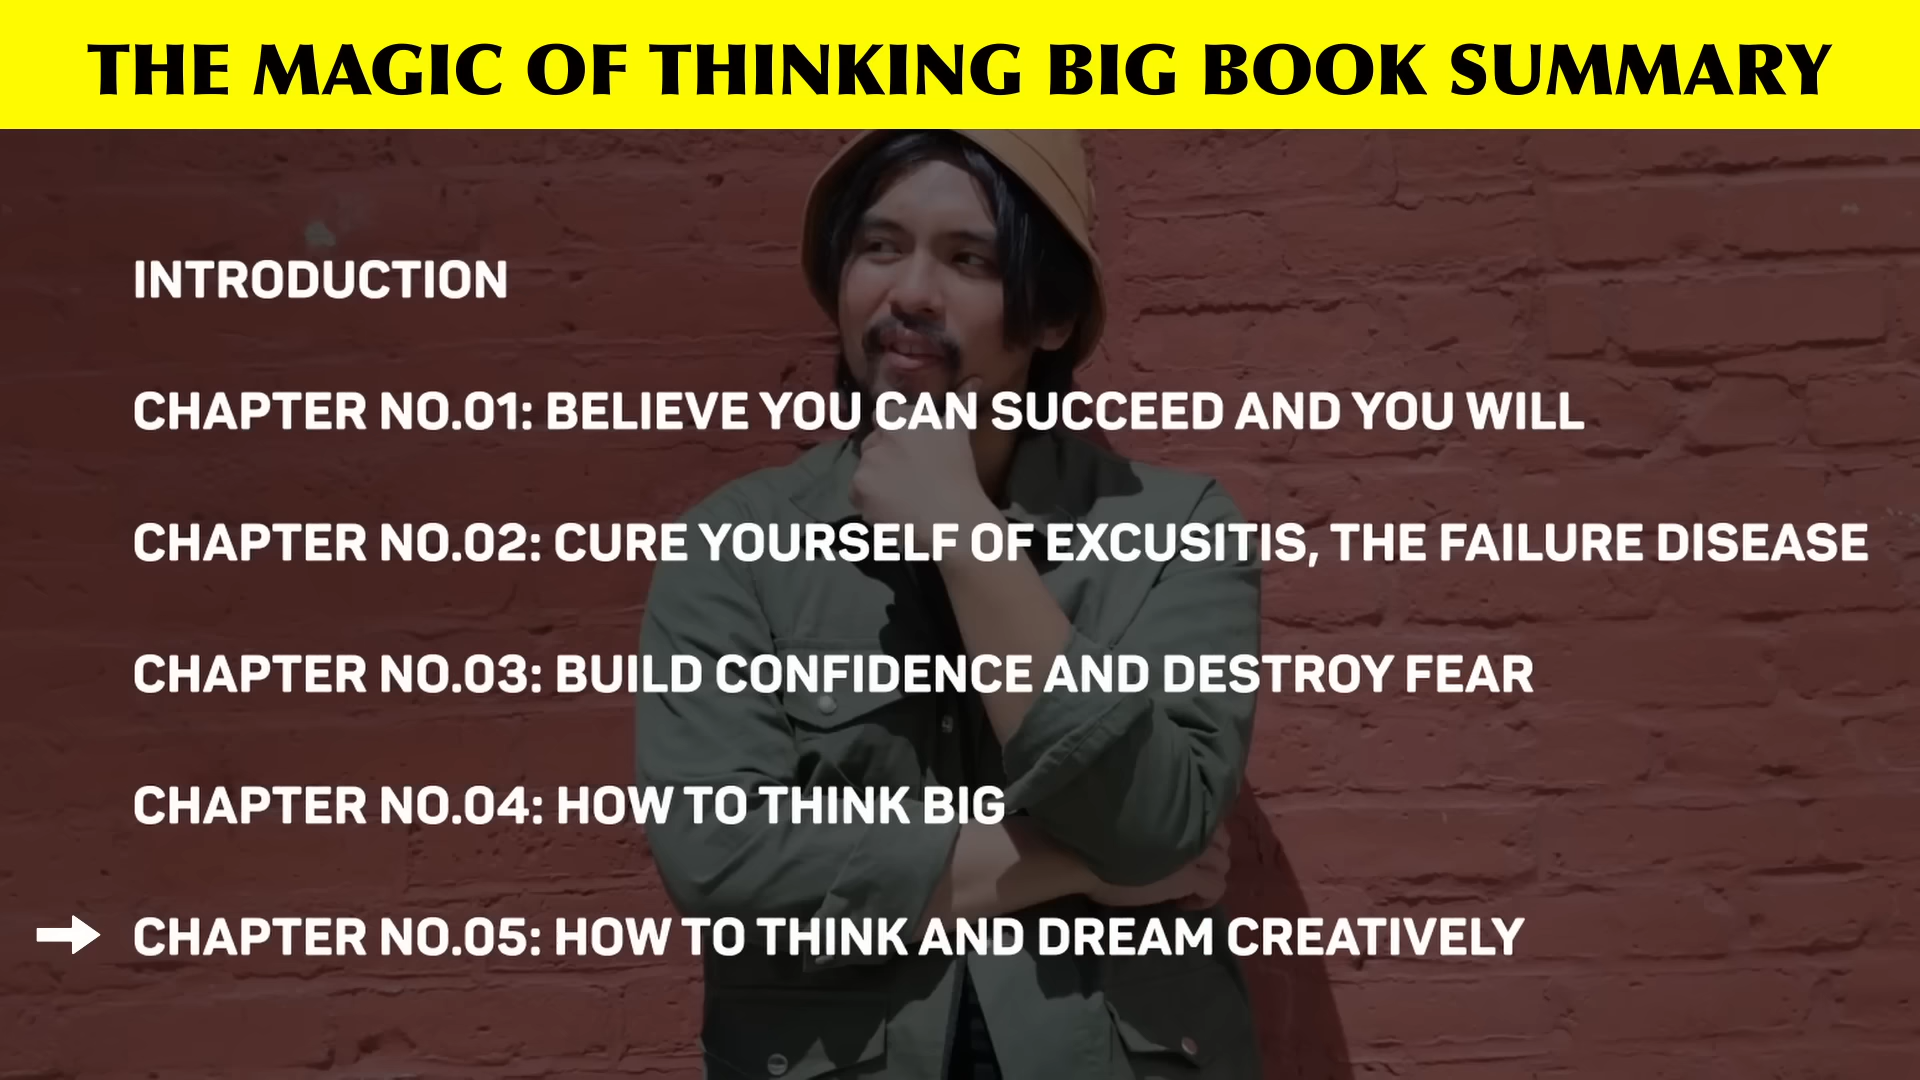 THE MAGIC OF THINKING BIG BOOK SUMMARY
INTRODUCTION
CHAPTER NO.01: BELIEVE YOU CAN SUCCEED AND YOU WILL
CHAPTER NO.02: CURE YOURSELF OF EXCUSITIS, THE FAILURE DISEASE
CHAPTER NO.03: BUILD CONFIDENCE AND DESTROY FEAR
CHAPTER NO.04: HOW TO THINK BIG
CHAPTER NO.05: HOW TO THINK AND DREAM CREATIVELY